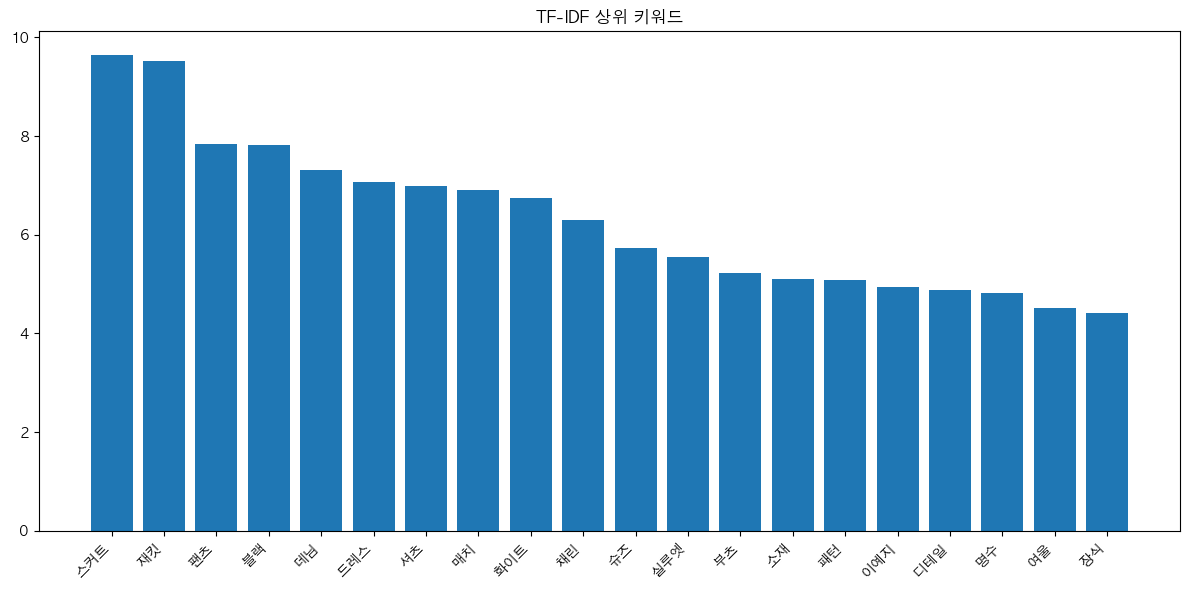 TF-IDF 상위 키워드
10
8
6
4
2
0
스커트
재킷
팬츠
블랙
데님
드레스
셔츠
매치
화이트
채린
슈즈
실루엣
부츠
소재
패턴
이예지
디테일
명수
여울
장식